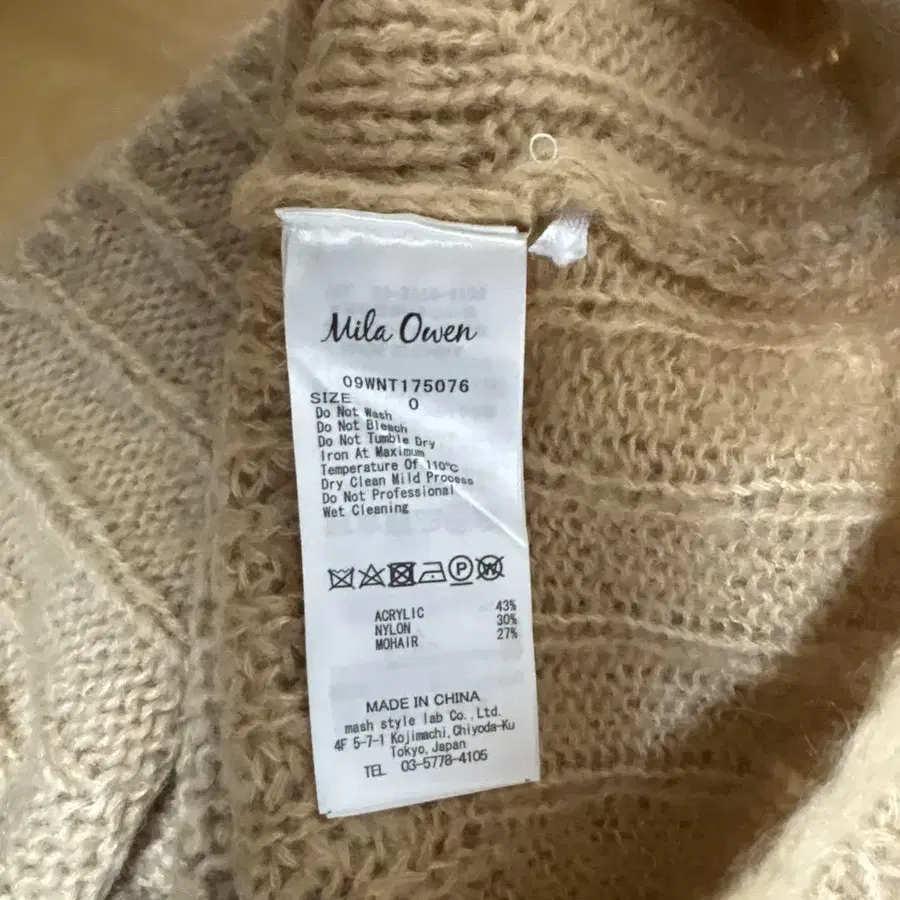 Mila Owen
09WNT175076
SIZE 0
Do Not Wash
Do Not Bleach
Do Not Tumble Dry
Iron At Maximum
Temperature Of 110℃
Dry Clean Mild Process
Do Not Professional
Wet Cleaning
P W
ACRYLIC 43%
NYLON 30%
MOHAIR 27%
MADE IN CHINA
mash style lab Co., Ltd.
4F 5-7-1 Kojimachi, Chiyoda-Ku
Tokyo, Japan
TEL 03-5778-4105